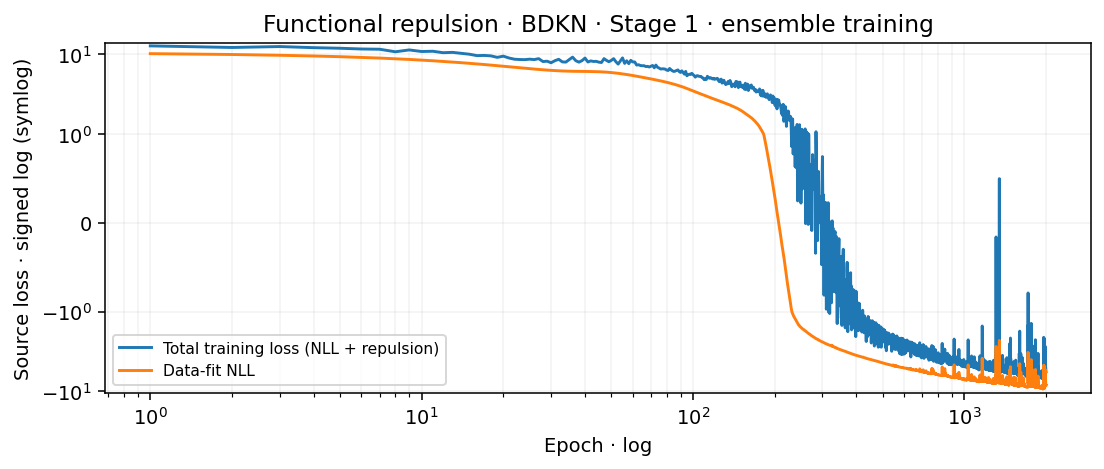 Functional repulsion · BDKN · Stage 1 · ensemble training
Source loss · signed log (symlog)
10¹
10⁰
0
−10⁰
−10¹
Total training loss (NLL + repulsion)
Data-fit NLL
10⁰ 10¹ 10² 10³
Epoch · log